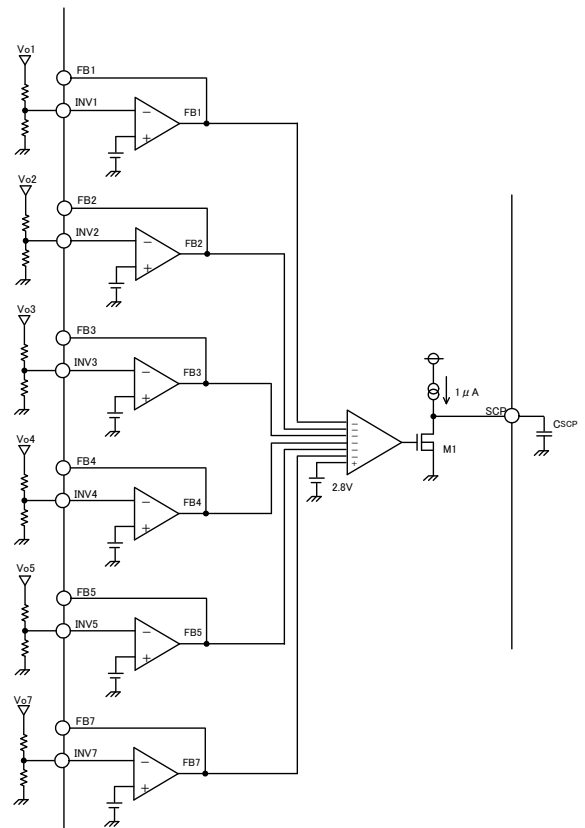 Vo1
FB1
INV1
−
+
FB1
Vo2
FB2
INV2
−
+
FB2
Vo3
FB3
INV3
−
+
FB3
1μA
SCP
CSCP
M1
−
−
−
−
−
−
+
2.8V
Vo4
FB4
INV4
−
+
FB4
Vo5
FB5
INV5
−
+
FB5
Vo7
FB7
INV7
−
+
FB7